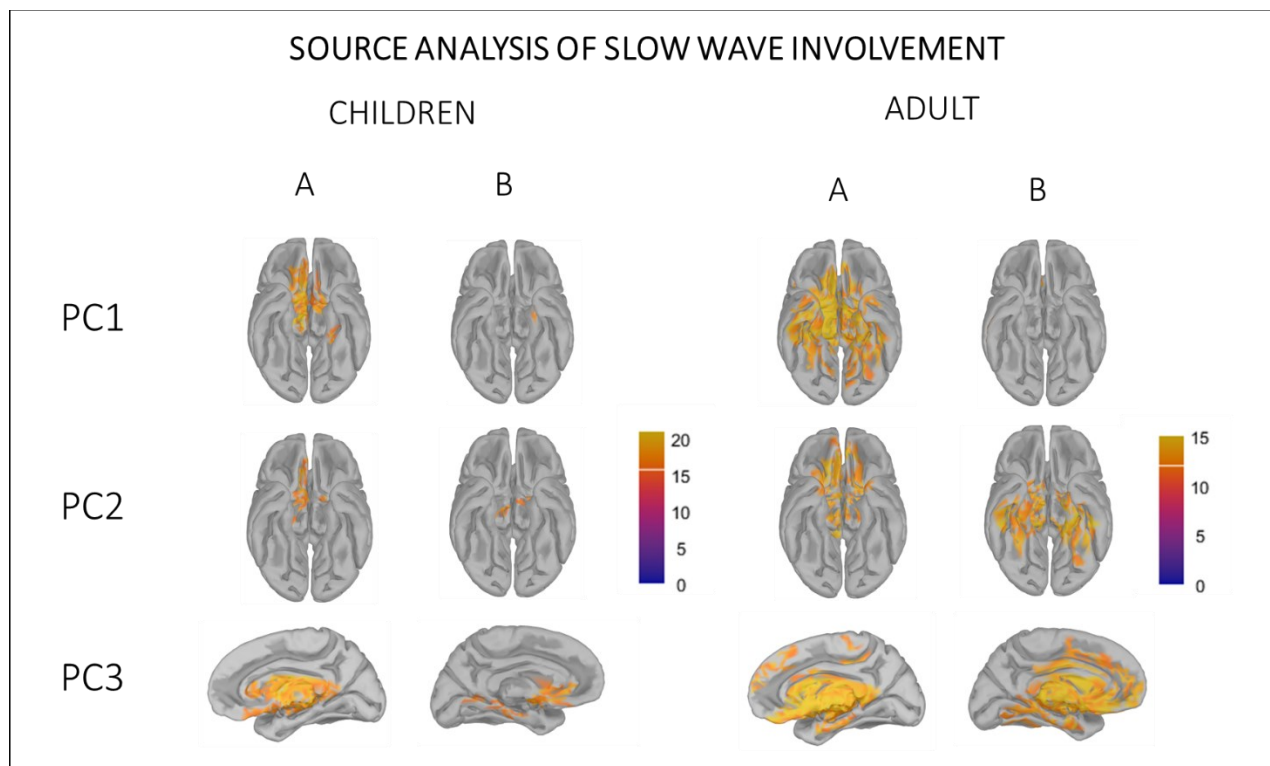 SOURCE ANALYSIS OF SLOW WAVE INVOLVEMENT
CHILDREN ADULT
A B A B
PC1
PC2
20
15
10
5
0
15
10
5
0
PC3